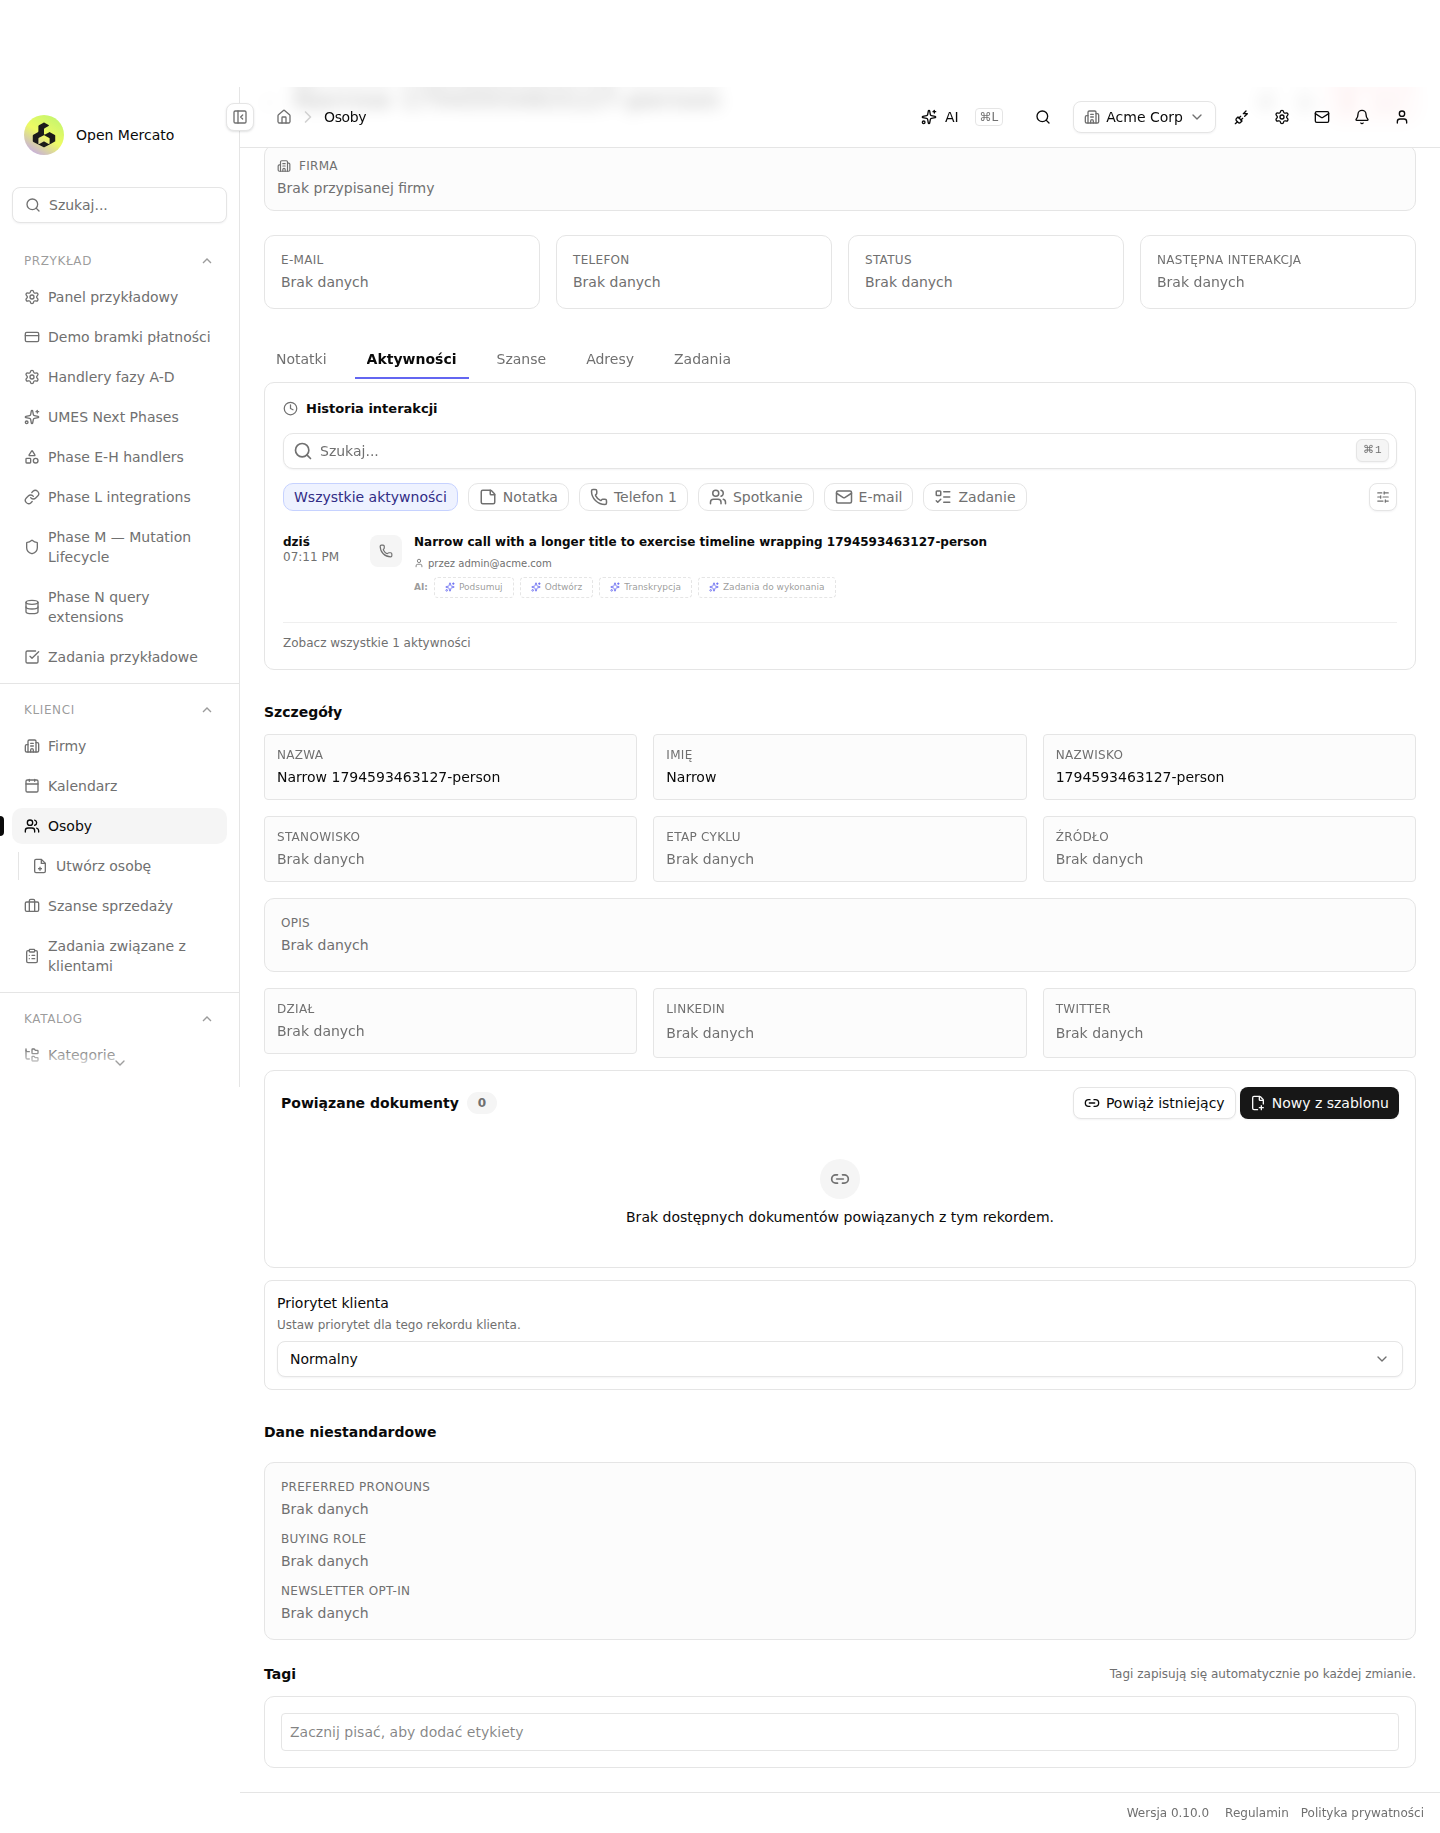 Open Mercato
Szukaj...
PRZYKŁAD
Panel przykładowy
Demo bramki płatności
Handlery fazy A-D
UMES Next Phases
Phase E-H handlers
Phase L integrations
Phase M — Mutation
Lifecycle
Phase N query
extensions
Zadania przykładowe
KLIENCI
Firmy
Kalendarz
Osoby
Utwórz osobę
Szanse sprzedaży
Zadania związane z
klientami
KATALOG
Kategorie
Narrow 1794593463127-person
Osoby
AI ⌘L
Acme Corp
FIRMA
Brak przypisanej firmy
E-MAIL
Brak danych
TELEFON
Brak danych
STATUS
Brak danych
NASTĘPNA INTERAKCJA
Brak danych
Notatki Aktywności Szanse Adresy Zadania
Historia interakcji
Szukaj... ⌘1
Wszystkie aktywności Notatka Telefon 1 Spotkanie E-mail Zadanie
dziś
07:11 PM
Narrow call with a longer title to exercise timeline wrapping 1794593463127-person
przez admin@acme.com
AI: Podsumuj Odtwórz Transkrypcja Zadania do wykonania
Zobacz wszystkie 1 aktywności
Szczegóły
NAZWA
Narrow 1794593463127-person
IMIĘ
Narrow
NAZWISKO
1794593463127-person
STANOWISKO
Brak danych
ETAP CYKLU
Brak danych
ŹRÓDŁO
Brak danych
OPIS
Brak danych
DZIAŁ
Brak danych
LINKEDIN
Brak danych
TWITTER
Brak danych
Powiązane dokumenty 0
Powiąż istniejący Nowy z szablonu
Brak dostępnych dokumentów powiązanych z tym rekordem.
Priorytet klienta
Ustaw priorytet dla tego rekordu klienta.
Normalny
Dane niestandardowe
PREFERRED PRONOUNS
Brak danych
BUYING ROLE
Brak danych
NEWSLETTER OPT-IN
Brak danych
Tagi
Tagi zapisują się automatycznie po każdej zmianie.
Zacznij pisać, aby dodać etykiety
Wersja 0.10.0 Regulamin Polityka prywatności